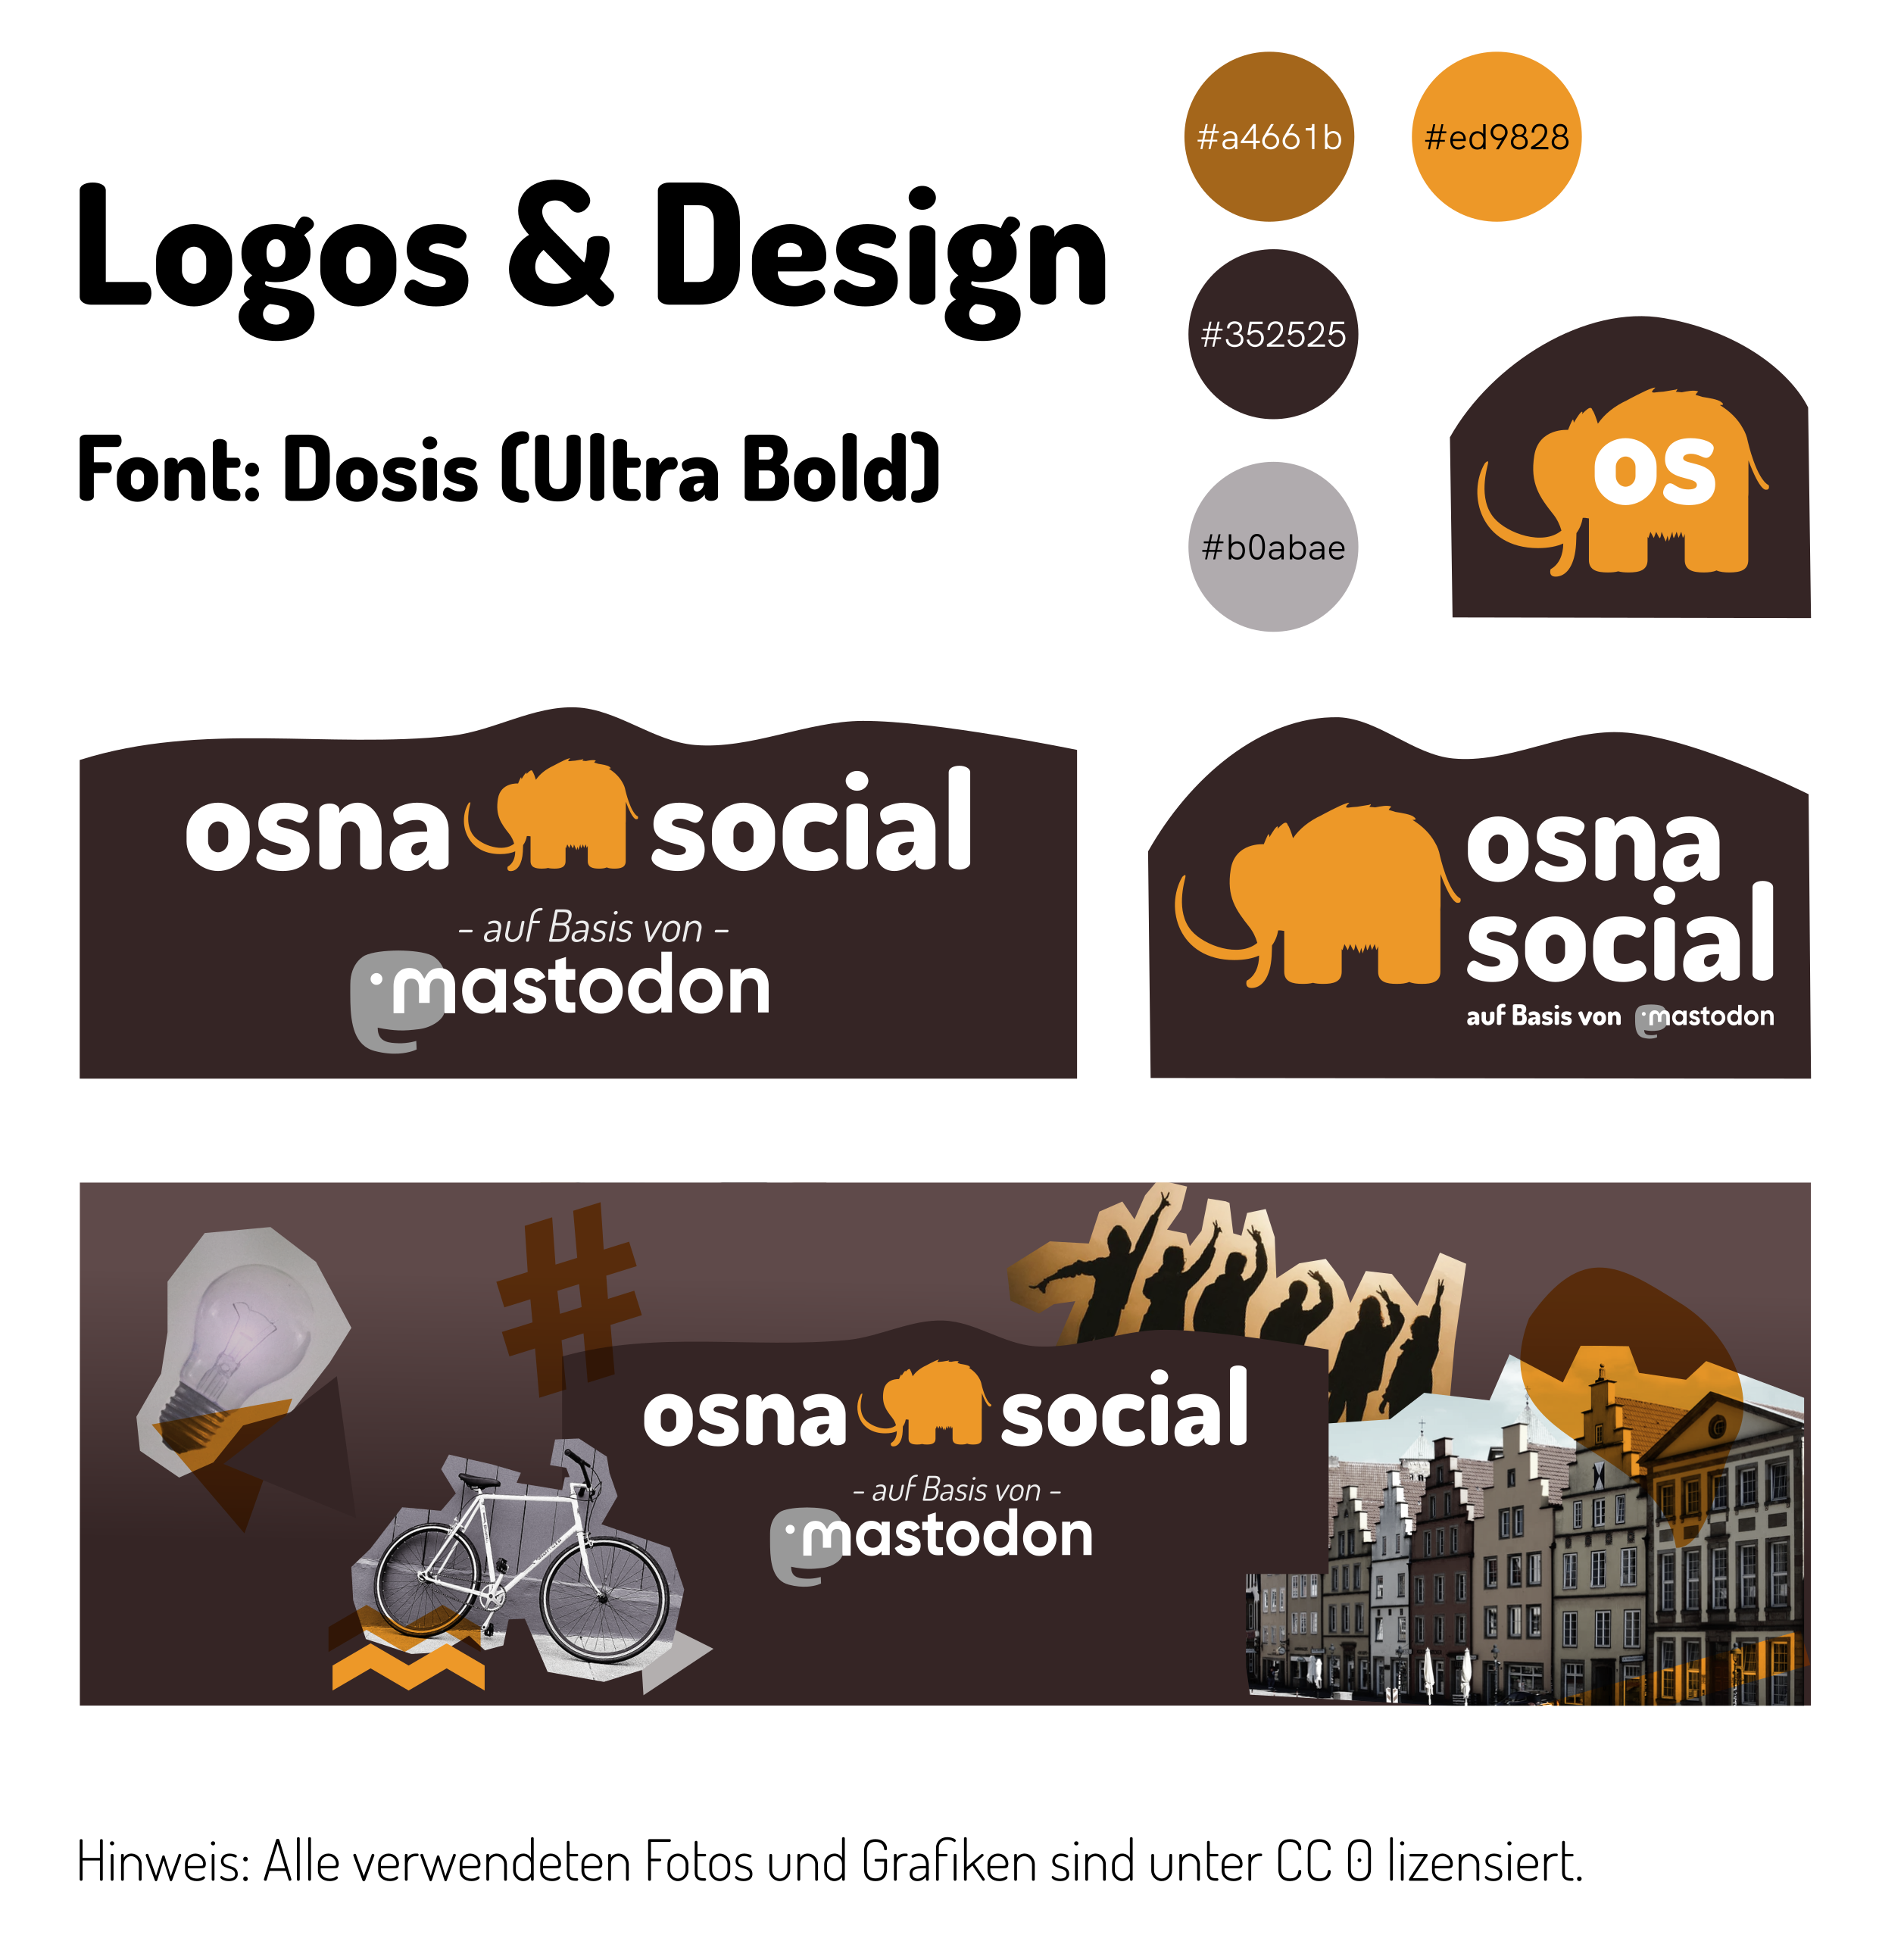 Logos & Design
Font: Dosis (Ultra Bold)
#a4661b
#ed9828
#352525
#b0abae
os
osna social
- auf Basis von -
mastodon
osna
social
auf Basis von mastodon
osna social
- auf Basis von -
mastodon
Hinweis: Alle verwendeten Fotos und Grafiken sind unter CC 0 lizensiert.